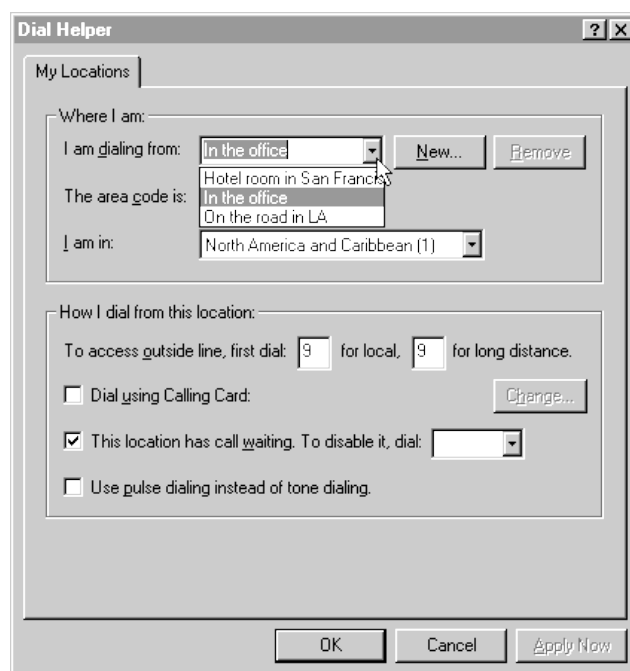 Dial Helper
My Locations
Where I am:
I am dialing from: In the office New... Remove
Hotel room in San Francis
The area code is: In the office
On the road in LA
I am in: North America and Caribbean (1)
How I dial from this location:
To access outside line, first dial: 9 for local, 9 for long distance.
Dial using Calling Card: Change...
This location has call waiting. To disable it, dial:
Use pulse dialing instead of tone dialing.
OK Cancel Apply Now